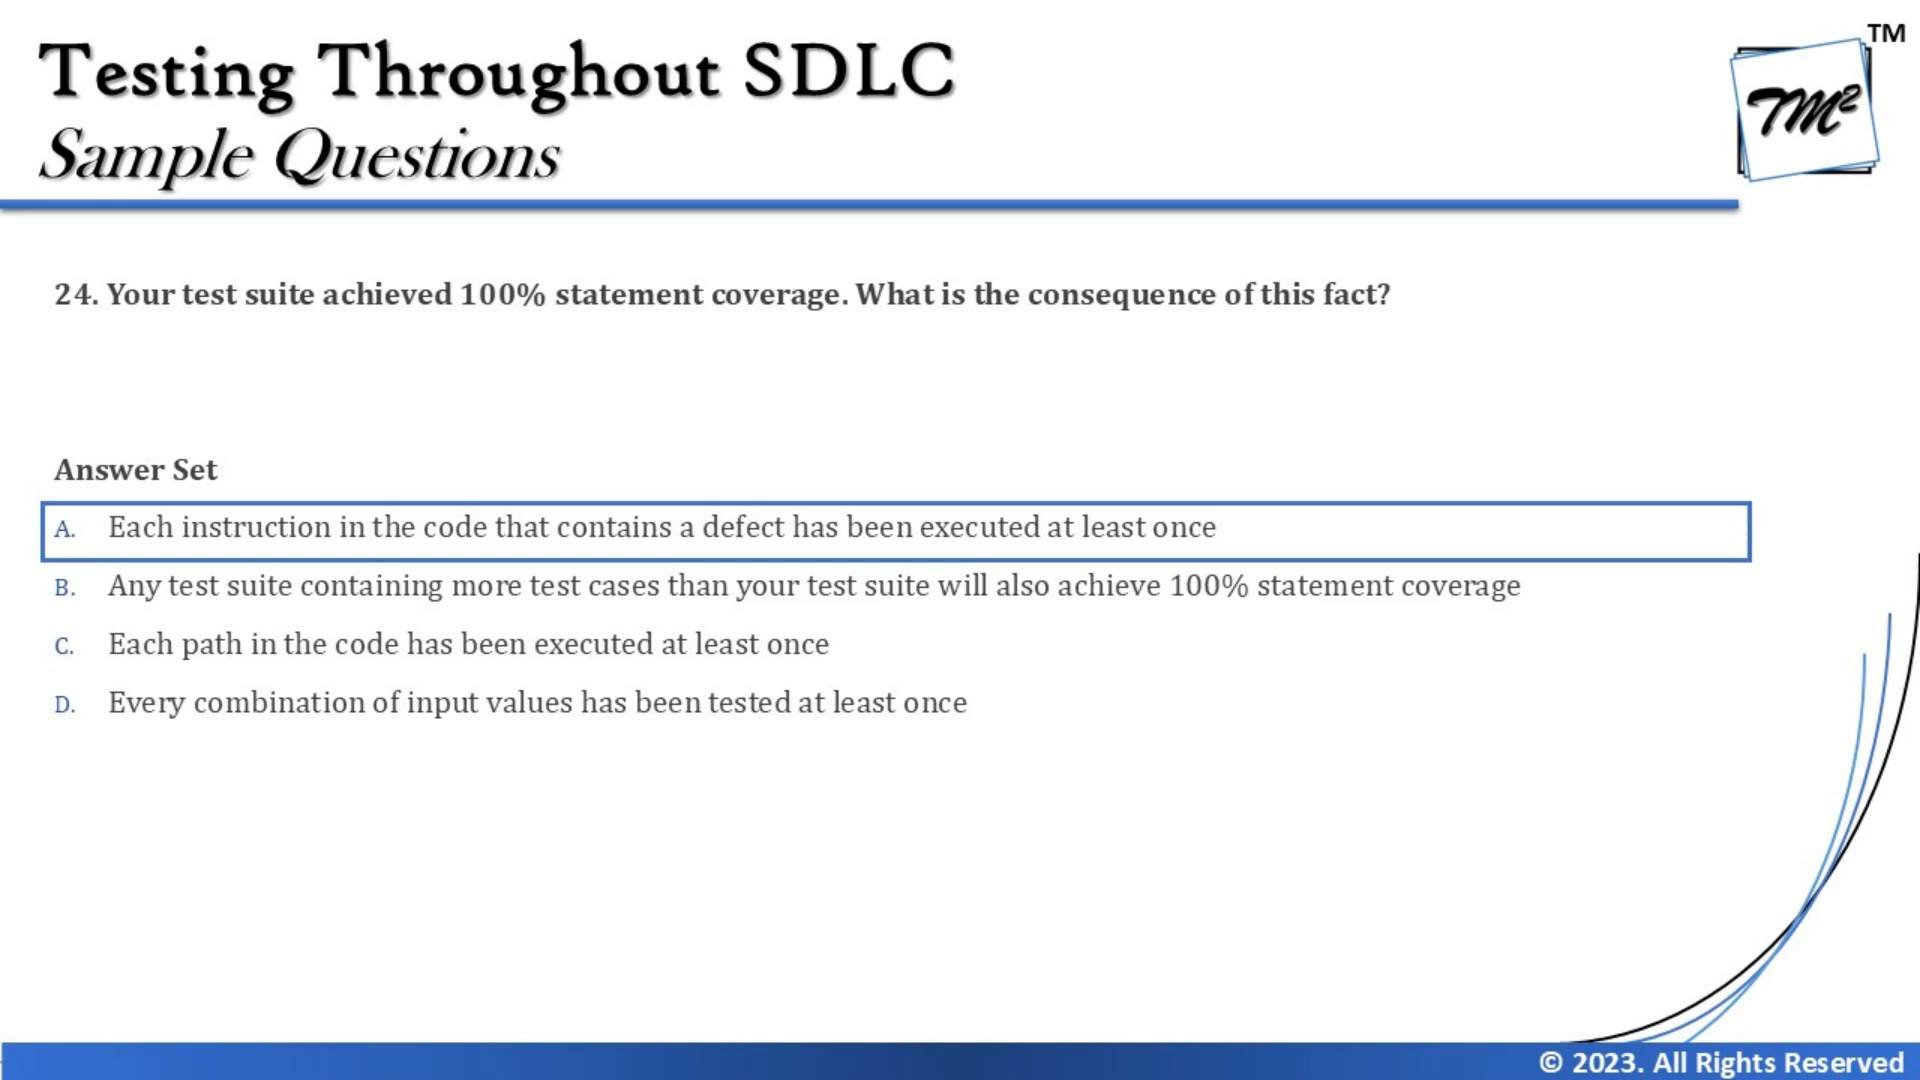 Testing Throughout SDLC
TM
Sample Questions
TM²
24. Your test suite achieved 100% statement coverage. What is the consequence of this fact?
Answer Set
A. Each instruction in the code that contains a defect has been executed at least once
B. Any test suite containing more test cases than your test suite will also achieve 100% statement coverage
C. Each path in the code has been executed at least once
D. Every combination of input values has been tested at least once
© 2023. All Rights Reserved